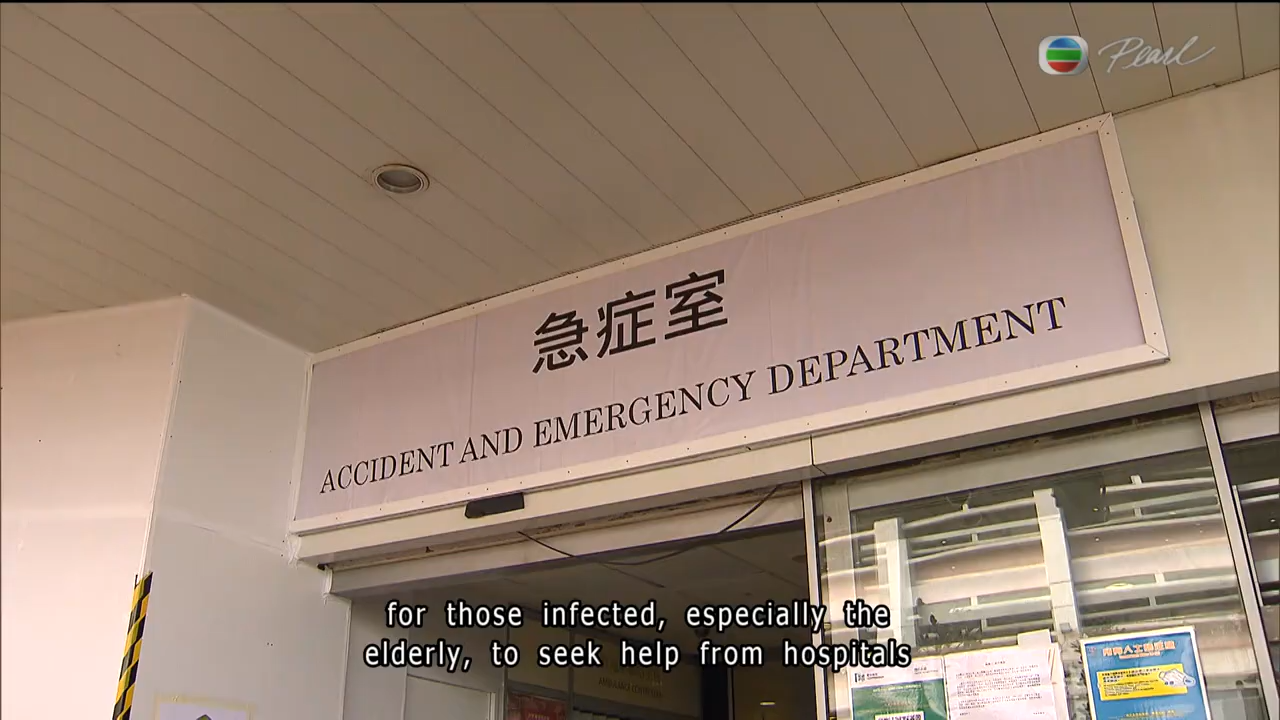 Pearl
急症室
ACCIDENT AND EMERGENCY DEPARTMENT
for those infected, especially the
elderly, to seek help from hospitals